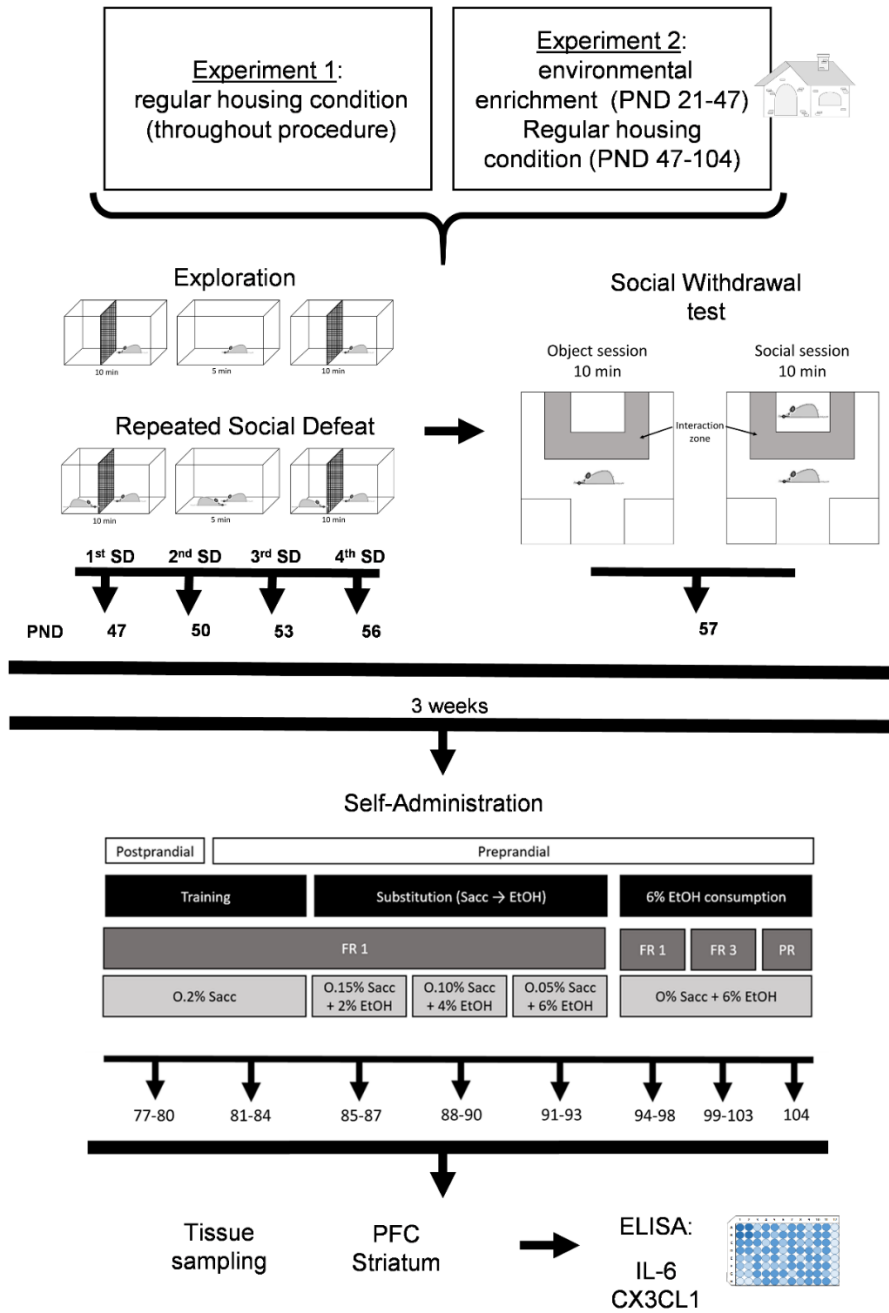 Experiment 1:
regular housing condition
(throughout procedure)
Experiment 2:
environmental
enrichment (PND 21-47)
Regular housing
condition (PND 47-104)
Exploration
10 min
5 min
10 min
Repeated Social Defeat
10 min
5 min
10 min
1st SD
2nd SD
3rd SD
4th SD
PND
47
50
53
56
Social Withdrawal
test
Object session
10 min
Social session
10 min
Interaction
zone
57
3 weeks
Self-Administration
Postprandial
Preprandial
Training
Substitution (Sacc → EtOH)
6% EtOH consumption
FR 1
FR 1
FR 3
PR
O.2% Sacc
O.15% Sacc
+ 2% EtOH
O.10% Sacc
+ 4% EtOH
O.05% Sacc
+ 6% EtOH
O% Sacc + 6% EtOH
77-80
81-84
85-87
88-90
91-93
94-98
99-103
104
Tissue
sampling
PFC
Striatum
ELISA:
IL-6
CX3CL1